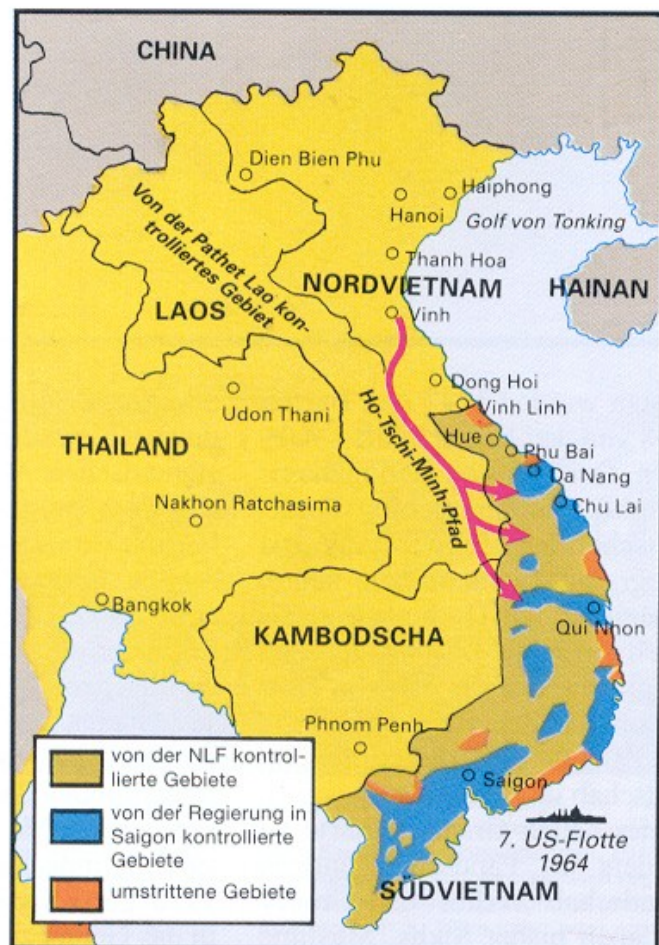 CHINA
Dien Bien Phu
Haiphong
Hanoi
Golf von Tonking
Von der Pathet Lao kon-
trolliertes Gebiet
Thanh Hoa
NORDVIETNAM
HAINAN
LAOS
Vinh
Dong Hoi
Udon Thani
Vinh Linh
Ho-Tschi-Minh-Pfad
Hue
Phu Bai
THAILAND
Da Nang
Nakhon Ratchasima
Chu Lai
Bangkok
Qui Nhon
KAMBODSCHA
Phnom Penh
Saigon
7. US-Flotte
1964
SÜDVIETNAM
von der NLF kontrol-
lierte Gebiete
von der Regierung in
Saigon kontrollierte
Gebiete
umstrittene Gebiete